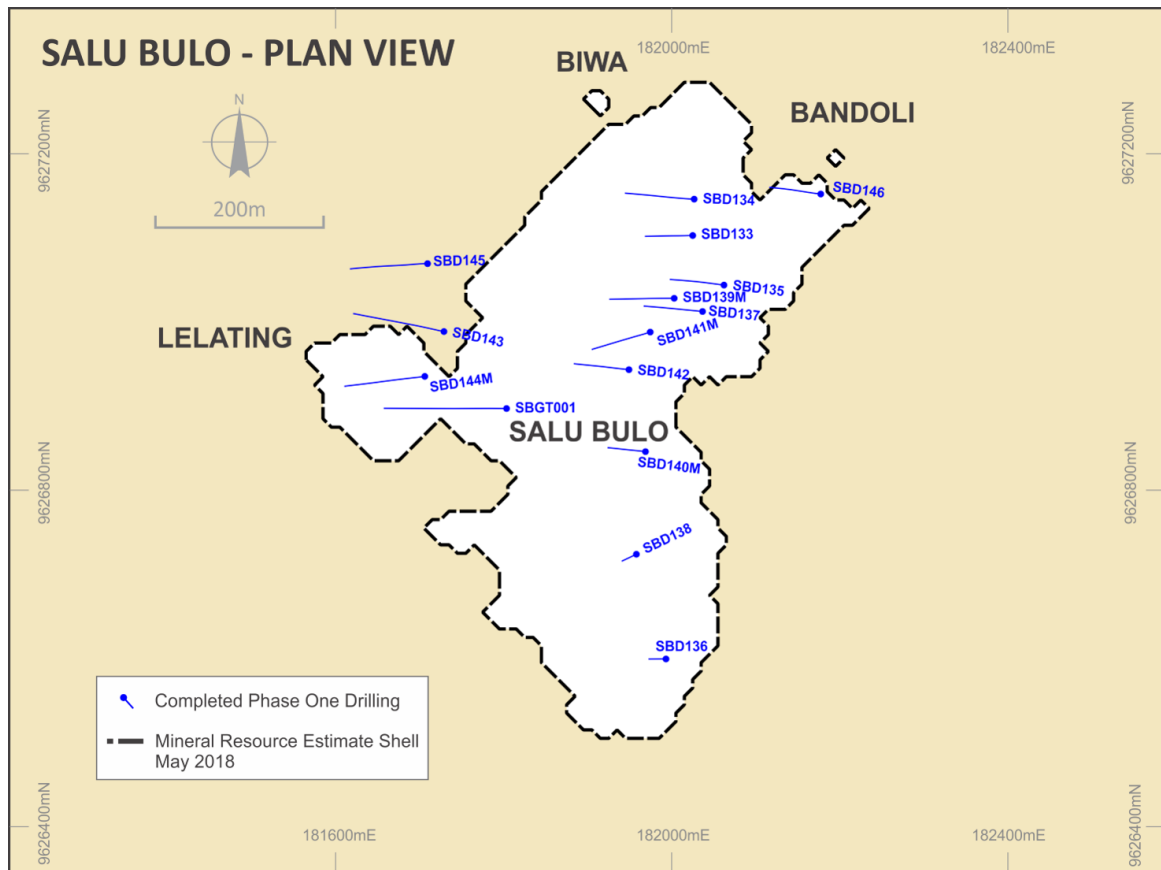 SALU BULO - PLAN VIEW
182000mE
182400mE
BIWA
N
BANDOLI
9627200mN
9627200mN
200m
SBD146
SBD134
SBD133
SBD145
SBD135
SBD139M
SBD137
LELATING
SBD143
SBD141M
SBD144M
SBD142
SBGT001
SALU BULO
SBD140M
9626800mN
9626800mN
SBD138
SBD136
Completed Phase One Drilling
Mineral Resource Estimate Shell
May 2018
9626400mN
9626400mN
181600mE
182000mE
182400mE